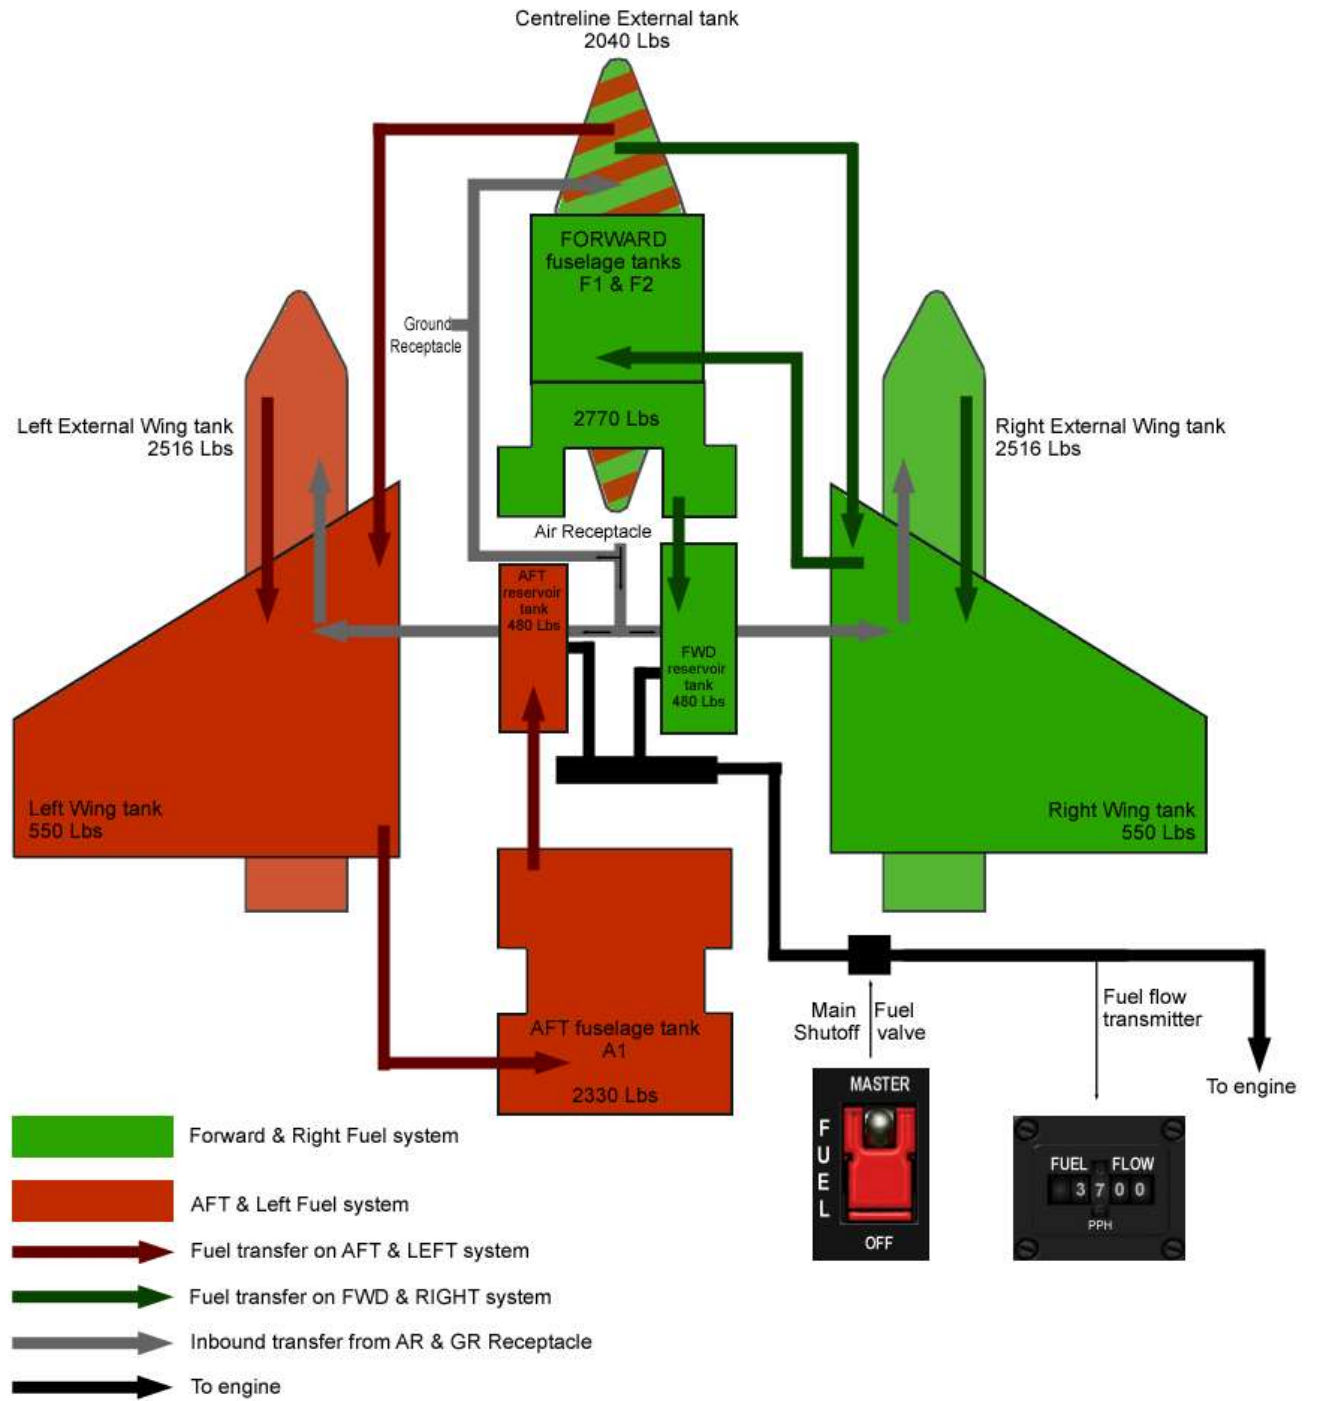 Centreline External tank
2040 Lbs
FORWARD
fuselage tanks
F1 & F2
Ground
Receptacle
2770 Lbs
Left External Wing tank
2516 Lbs
Right External Wing tank
2516 Lbs
Air Receptacle
AFT
reservoir
tank
480 Lbs
FWD
reservoir
tank
480 Lbs
Left Wing tank
550 Lbs
Right Wing tank
550 Lbs
AFT fuselage tank
A1
2330 Lbs
Main Fuel
Shutoff valve
Fuel flow
transmitter
To engine
MASTER
FUEL
OFF
FUEL FLOW
3700
PPH
Forward & Right Fuel system
AFT & Left Fuel system
Fuel transfer on AFT & LEFT system
Fuel transfer on FWD & RIGHT system
Inbound transfer from AR & GR Receptacle
To engine